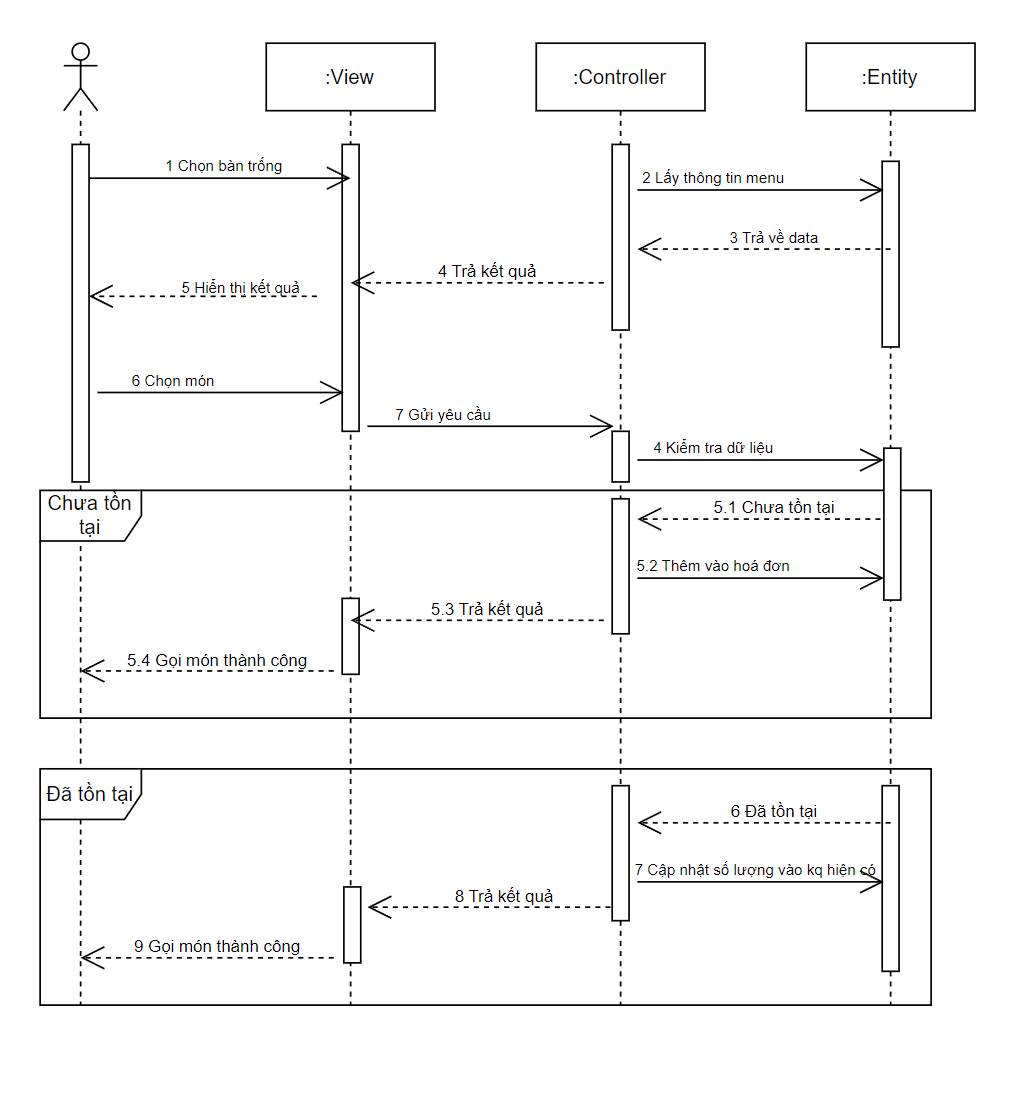 :View
:Controller
:Entity
1 Chọn bàn trống
2 Lấy thông tin menu
3 Trả về data
4 Trả kết quả
5 Hiển thị kết quả
6 Chọn món
7 Gửi yêu cầu
4 Kiểm tra dữ liệu
Chưa tồn
tại
5.1 Chưa tồn tại
5.2 Thêm vào hoá đơn
5.3 Trả kết quả
5.4 Gọi món thành công
Đã tồn tại
6 Đã tồn tại
7 Cập nhật số lượng vào kq hiện có
8 Trả kết quả
9 Gọi món thành công